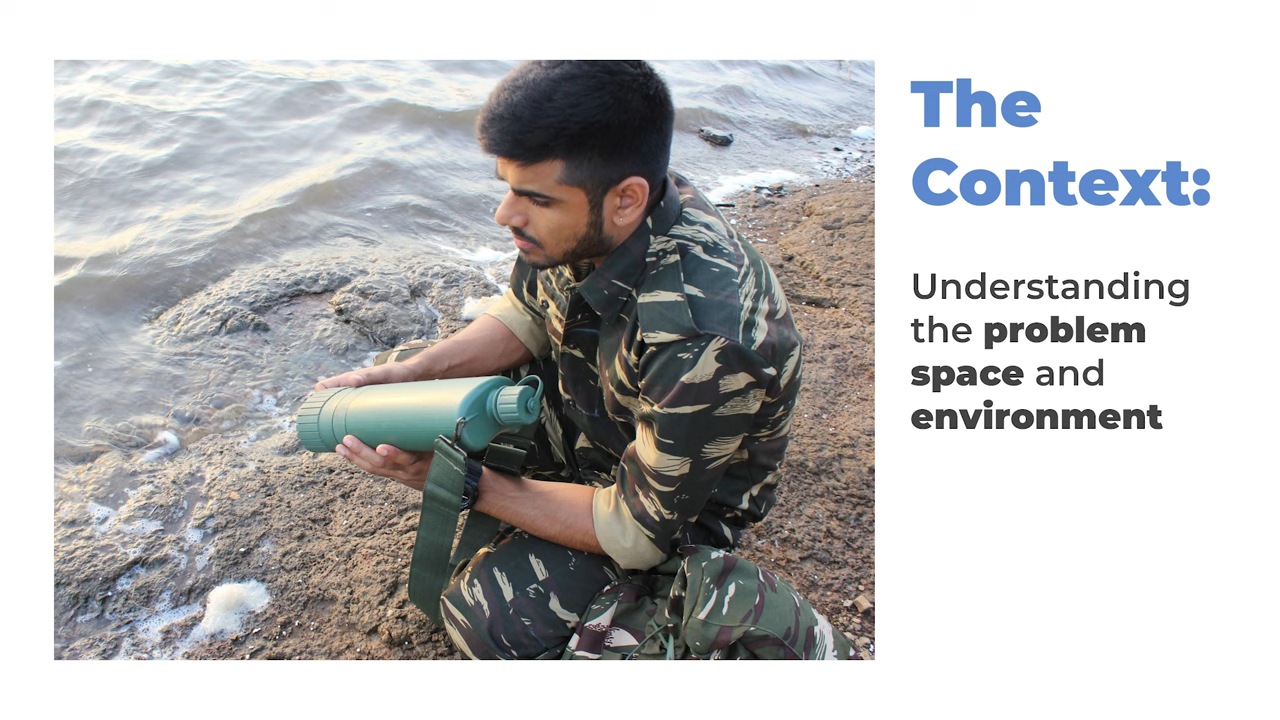 The
Context:
Understanding
the problem
space and
environment